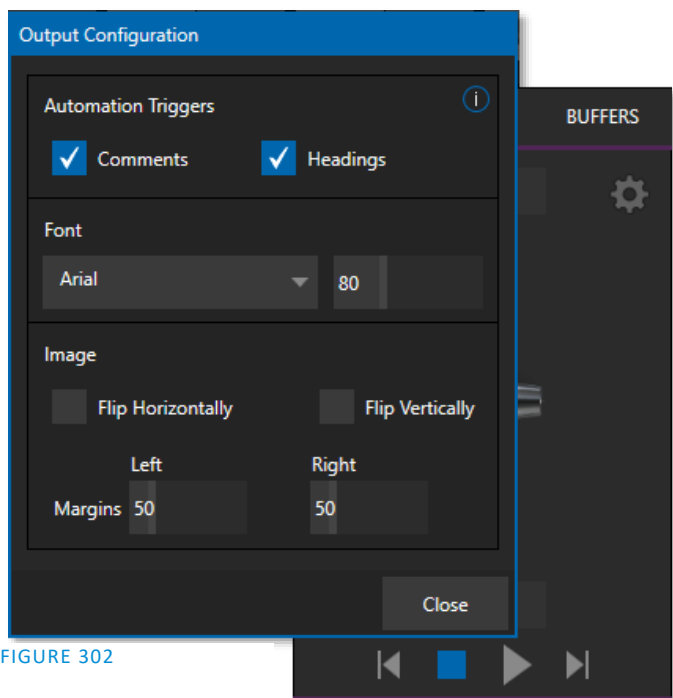 Output Configuration
Automation Triggers
i
BUFFERS
Comments Headings
Font
Arial 80
Image
Flip Horizontally Flip Vertically
Left Right
Margins 50 50
Close
FIGURE 302